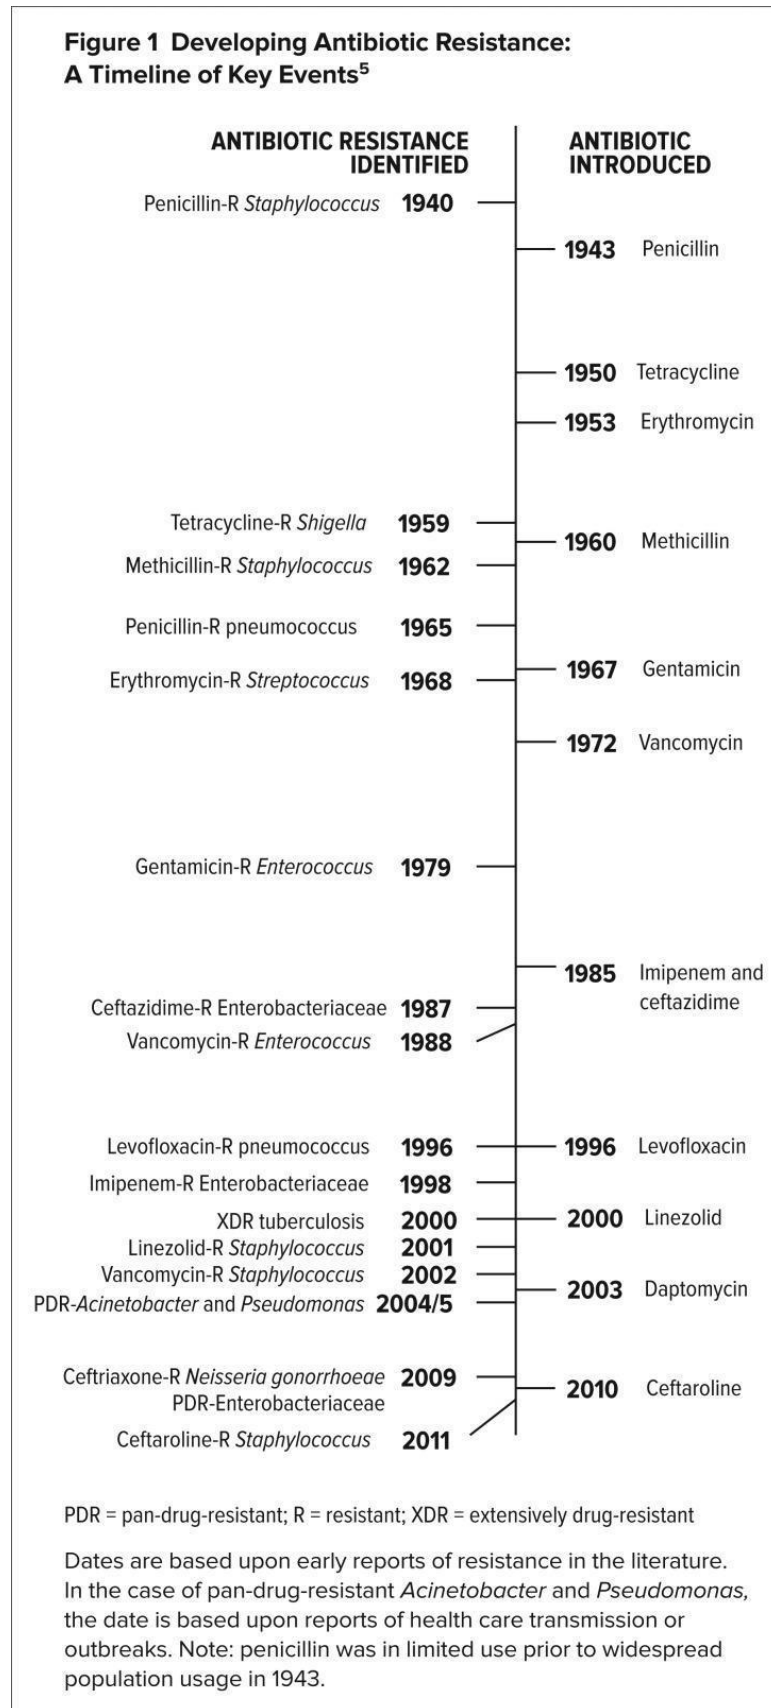 Figure 1 Developing Antibiotic Resistance:
A Timeline of Key Events5
ANTIBIOTIC RESISTANCE
IDENTIFIED
ANTIBIOTIC
INTRODUCED
Penicillin-R Staphylococcus 1940
1943 Penicillin
1950 Tetracycline
1953 Erythromycin
Tetracycline-R Shigella 1959
1960 Methicillin
Methicillin-R Staphylococcus 1962
Penicillin-R pneumococcus 1965
1967 Gentamicin
Erythromycin-R Streptococcus 1968
1972 Vancomycin
Gentamicin-R Enterococcus 1979
1985 Imipenem and
ceftazidime
Ceftazidime-R Enterobacteriaceae 1987
Vancomycin-R Enterococcus 1988
Levofloxacin-R pneumococcus 1996
1996 Levofloxacin
Imipenem-R Enterobacteriaceae 1998
XDR tuberculosis 2000
2000 Linezolid
Linezolid-R Staphylococcus 2001
Vancomycin-R Staphylococcus 2002
2003 Daptomycin
PDR-Acinetobacter and Pseudomonas 2004/5
Ceftriaxone-R Neisseria gonorrhoeae 2009
PDR-Enterobacteriaceae
2010 Ceftaroline
Ceftaroline-R Staphylococcus 2011
PDR = pan-drug-resistant; R = resistant; XDR = extensively drug-resistant
Dates are based upon early reports of resistance in the literature.
In the case of pan-drug-resistant Acinetobacter and Pseudomonas,
the date is based upon reports of health care transmission or
outbreaks. Note: penicillin was in limited use prior to widespread
population usage in 1943.